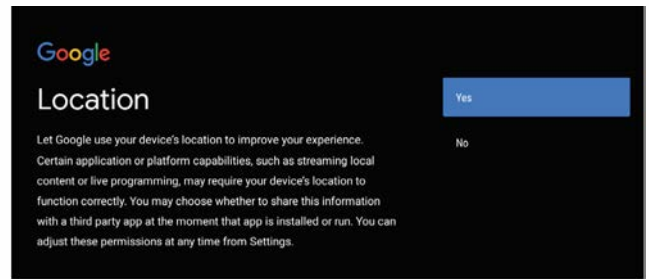 Google
Location
Let Google use your device's location to improve your experience.
Certain application or platform capabilities, such as streaming local
content or live programming, may require your device's location to
function correctly. You may choose whether to share this information
with a third party app at the moment that app is installed or run. You can
adjust these permissions at any time from Settings.
Yes
No